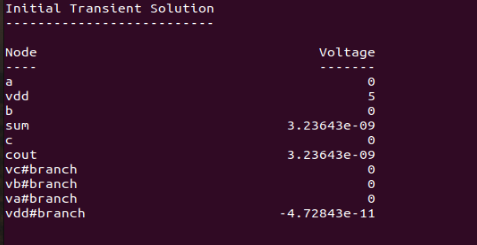 Initial Transient Solution
--------------------------
Node Voltage
---- -------
a 0
vdd 5
b 0
sum 3.23643e-09
c 0
cout 3.23643e-09
vc#branch 0
vb#branch 0
va#branch 0
vdd#branch -4.72843e-11